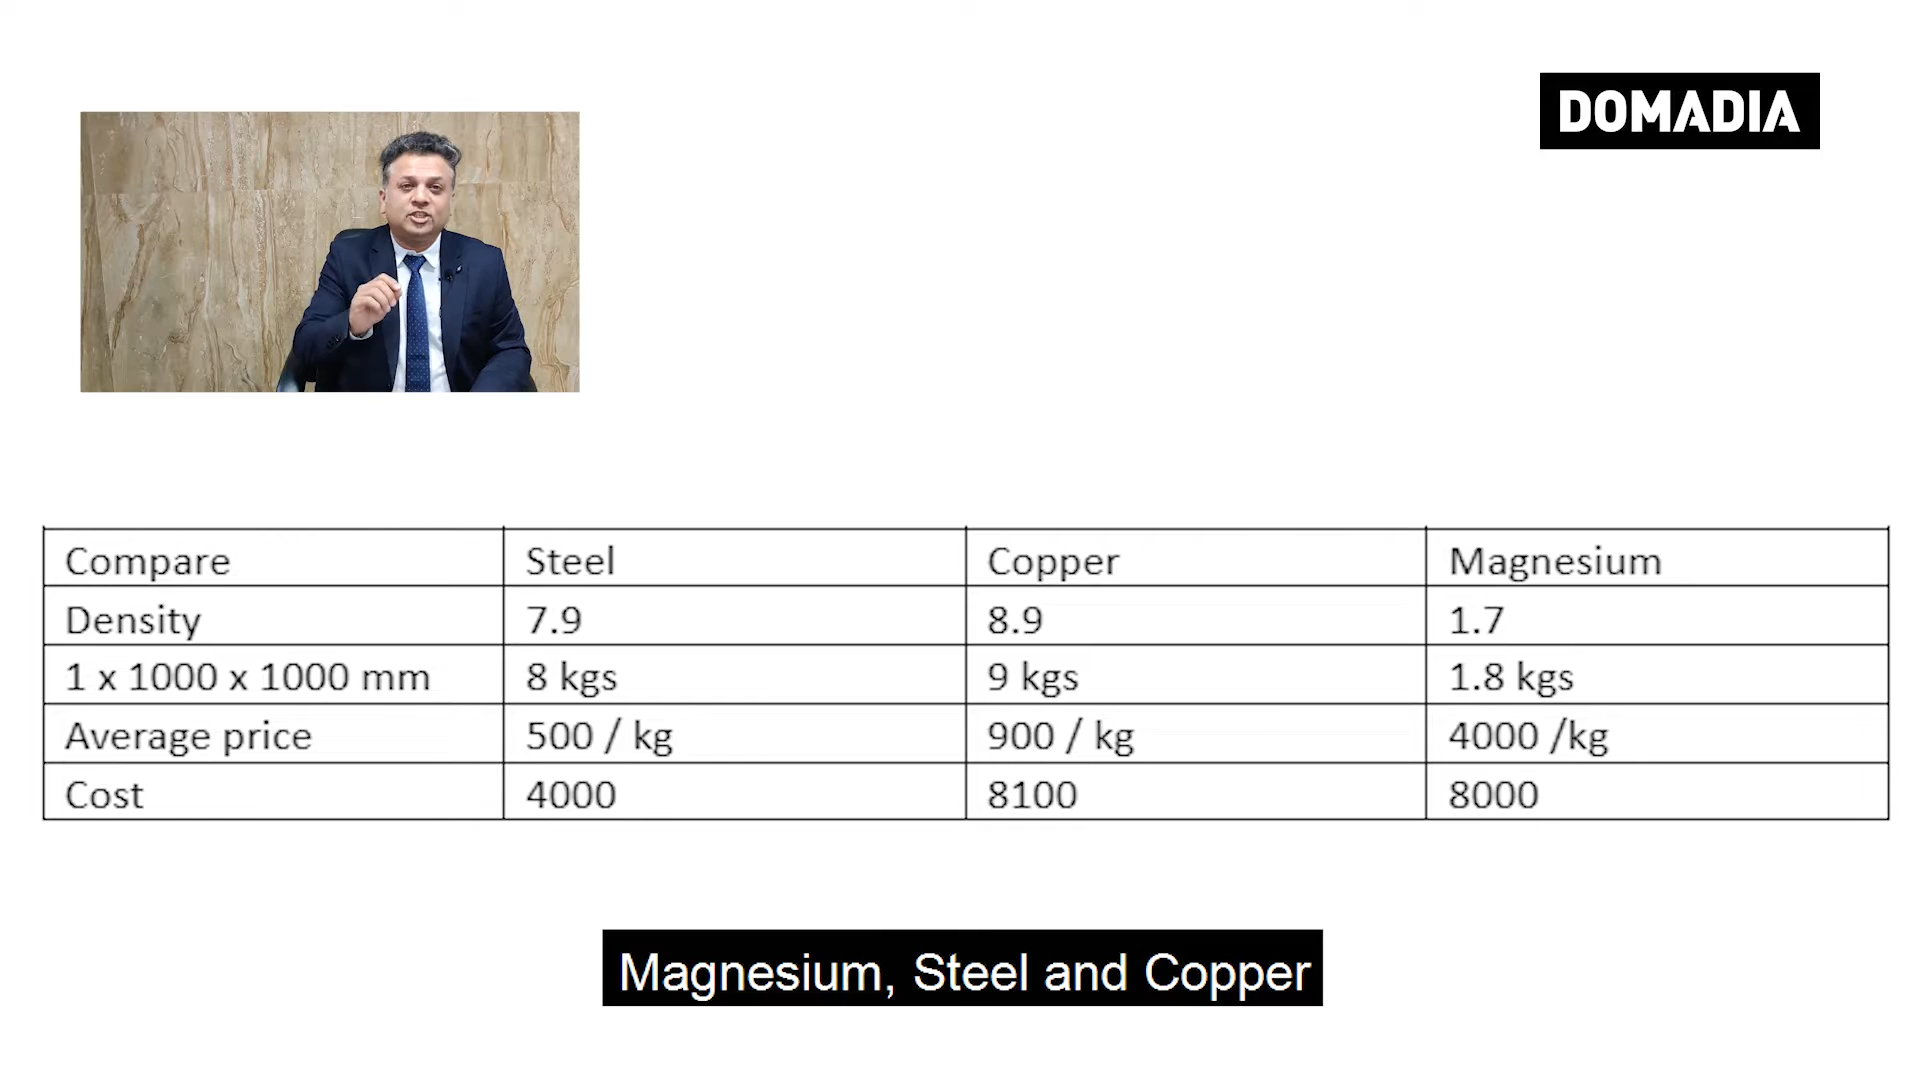 DOMADIA
Compare Steel Copper Magnesium
Density 7.9 8.9 1.7
1 x 1000 x 1000 mm 8 kgs 9 kgs 1.8 kgs
Average price 500 / kg 900 / kg 4000 /kg
Cost 4000 8100 8000
Magnesium, Steel and Copper